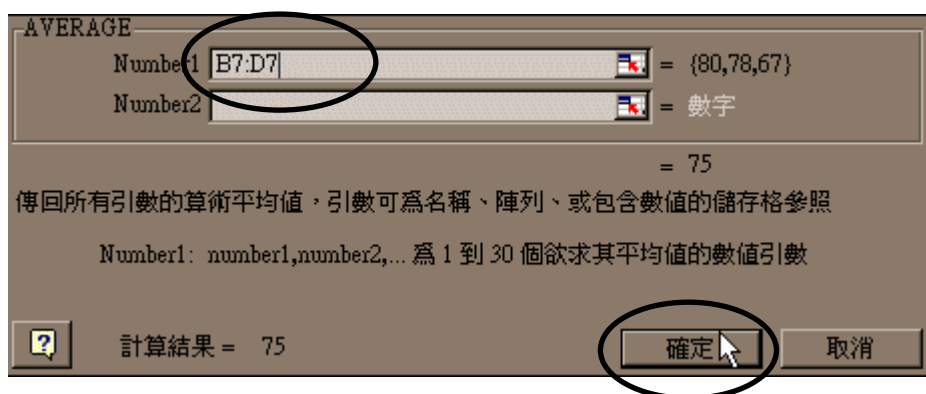 AVERAGE
Number1 B7:D7 = {80,78,67}
Number2 = 數字
= 75
傳回所有引數的算術平均值，引數可為名稱、陣列、或包含數值的儲存格參照
Number1: number1,number2,... 為 1 到 30 個欲求其平均值的數值引數
? 計算結果 = 75 確定 取消